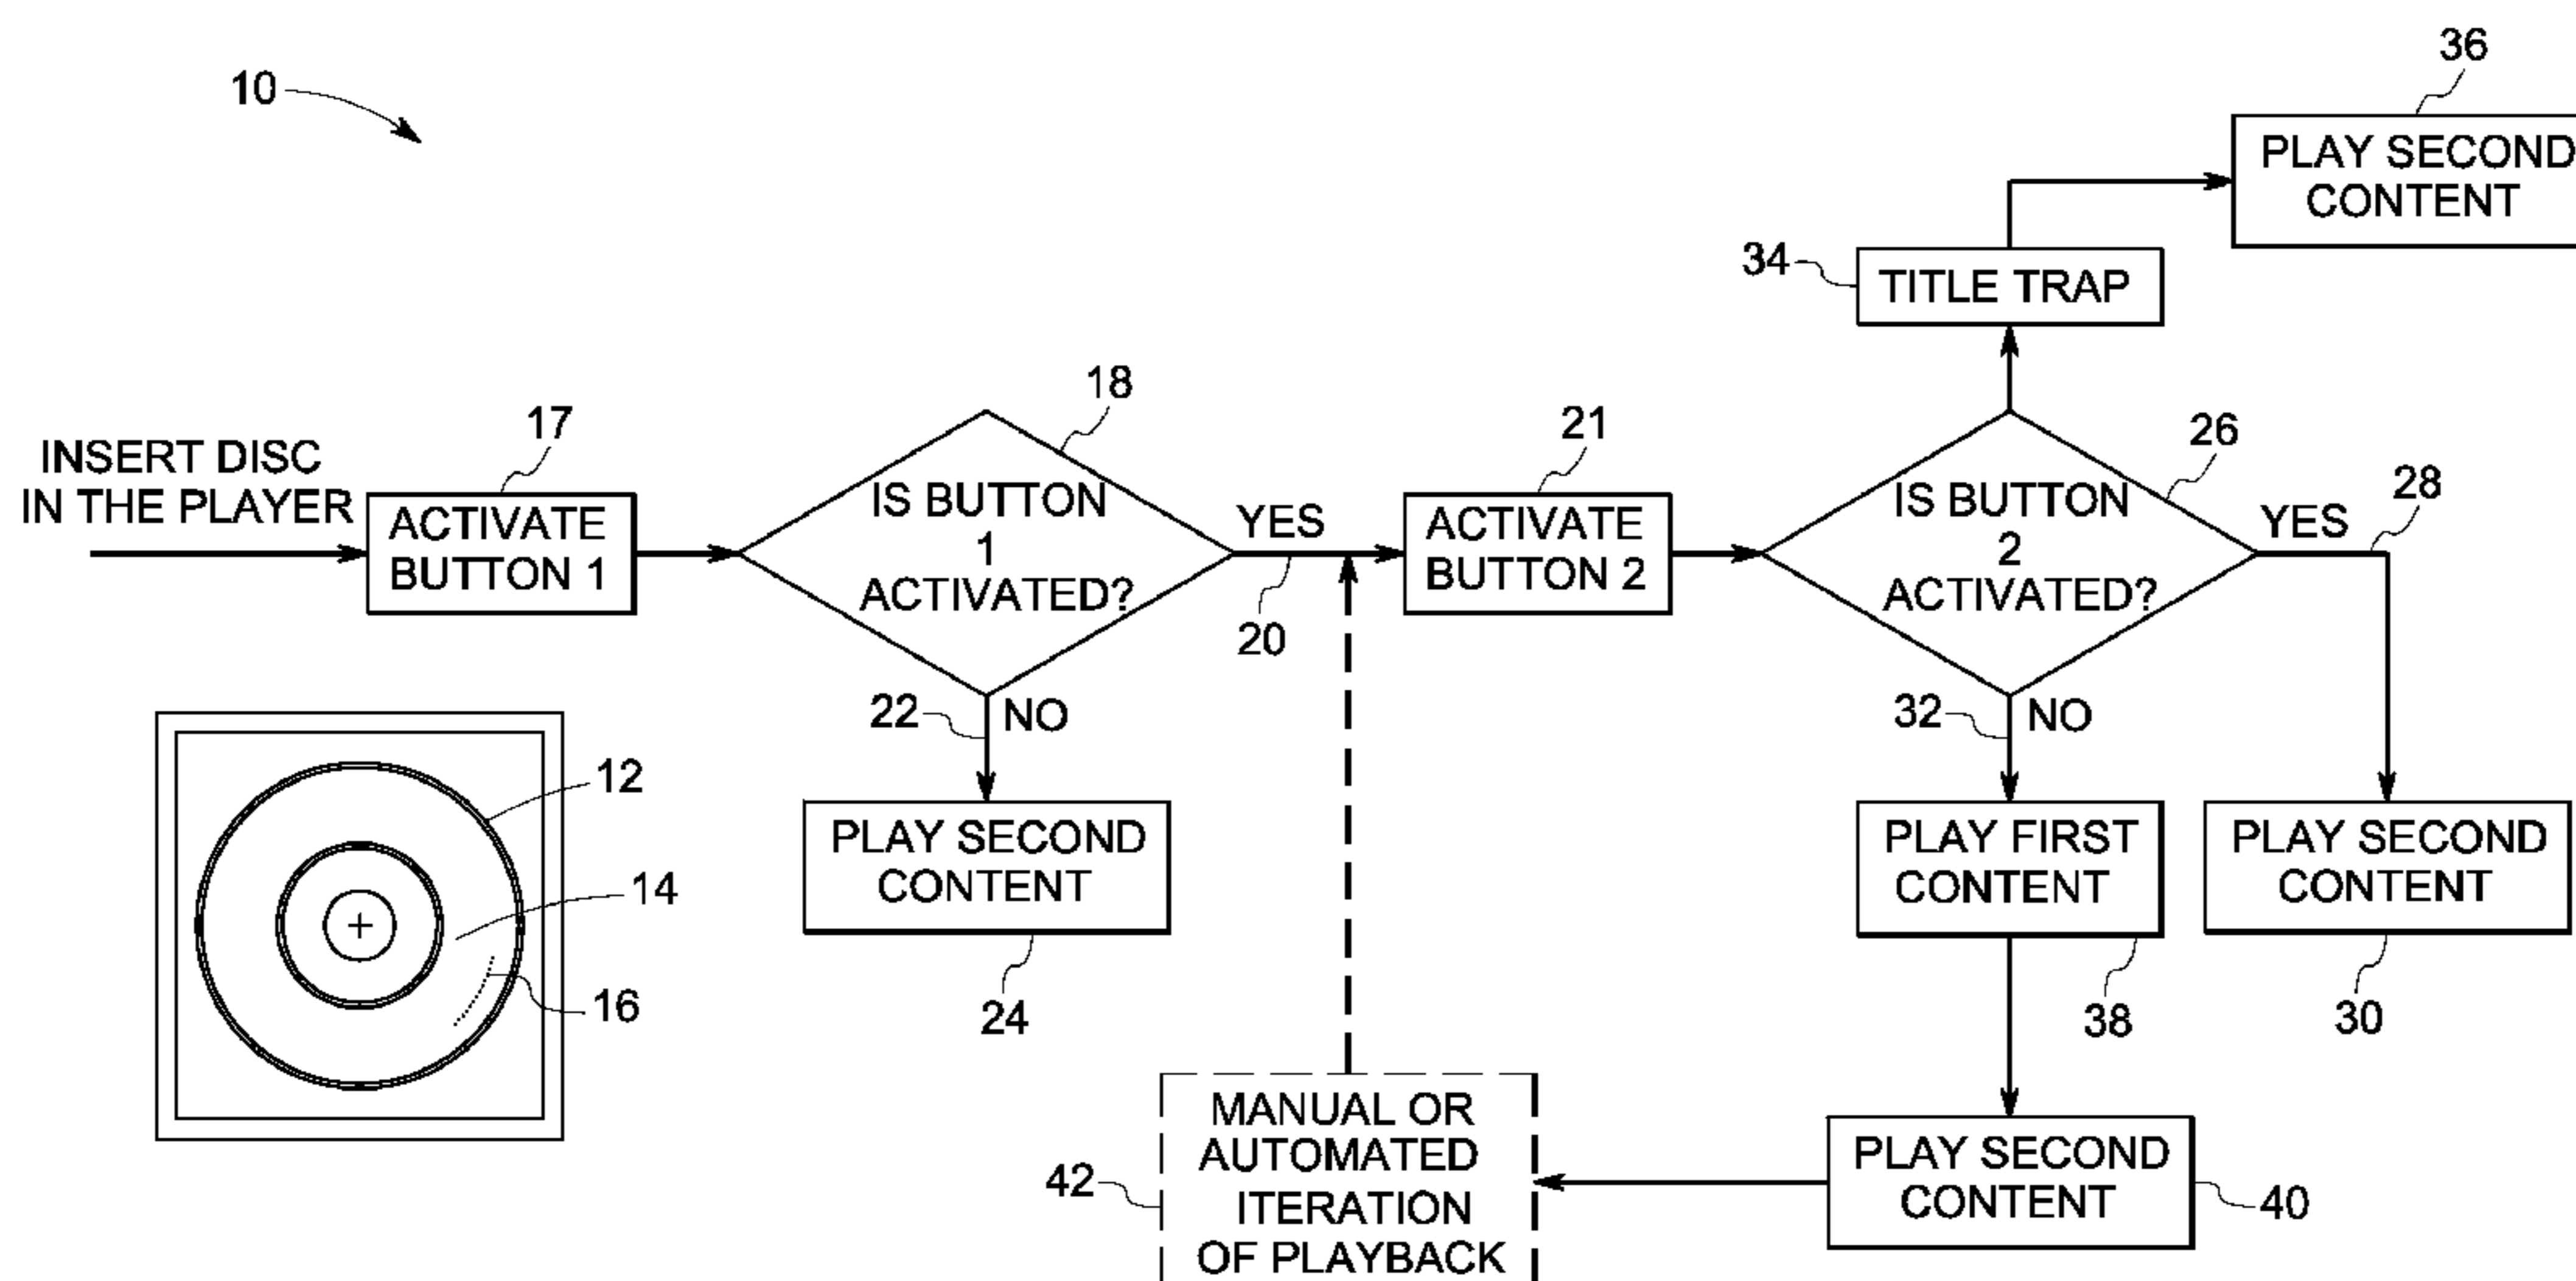 10
36
PLAY SECOND
CONTENT
34
TITLE TRAP
INSERT DISC
IN THE PLAYER
17
ACTIVATE
BUTTON 1
18
IS BUTTON
1
ACTIVATED?
YES
20
21
ACTIVATE
BUTTON 2
26
IS BUTTON
2
ACTIVATED?
YES
28
22
NO
PLAY SECOND
CONTENT
24
32
NO
PLAY FIRST
CONTENT
38
PLAY SECOND
CONTENT
30
12
14
16
42
MANUAL OR
AUTOMATED
ITERATION
OF PLAYBACK
PLAY SECOND
CONTENT
40